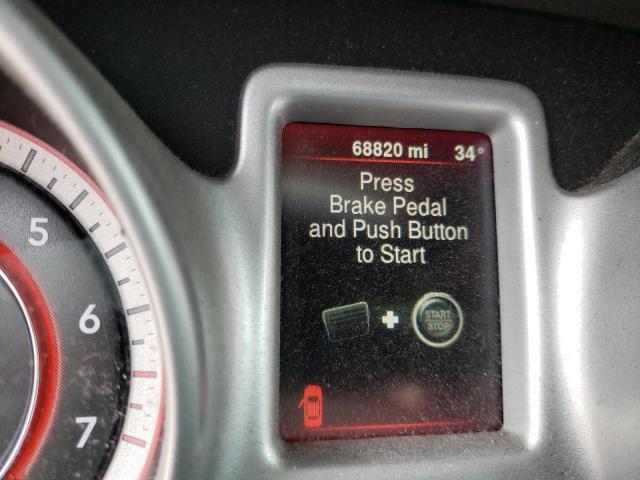 68820 mi 34°
Press
Brake Pedal
and Push Button
to Start
START
STOP
5
6
7